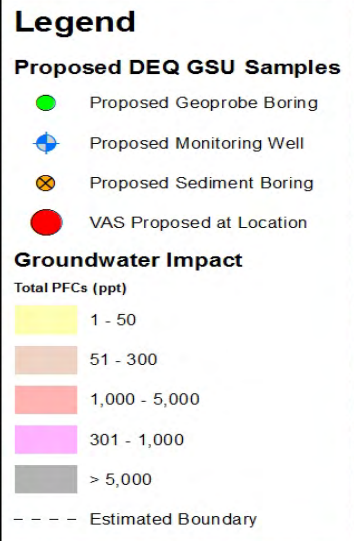 Legend
Proposed DEQ GSU Samples
Proposed Geoprobe Boring
Proposed Monitoring Well
Proposed Sediment Boring
VAS Proposed at Location
Groundwater Impact
Total PFCs (ppt)
1 - 50
51 - 300
1,000 - 5,000
301 - 1,000
> 5,000
Estimated Boundary